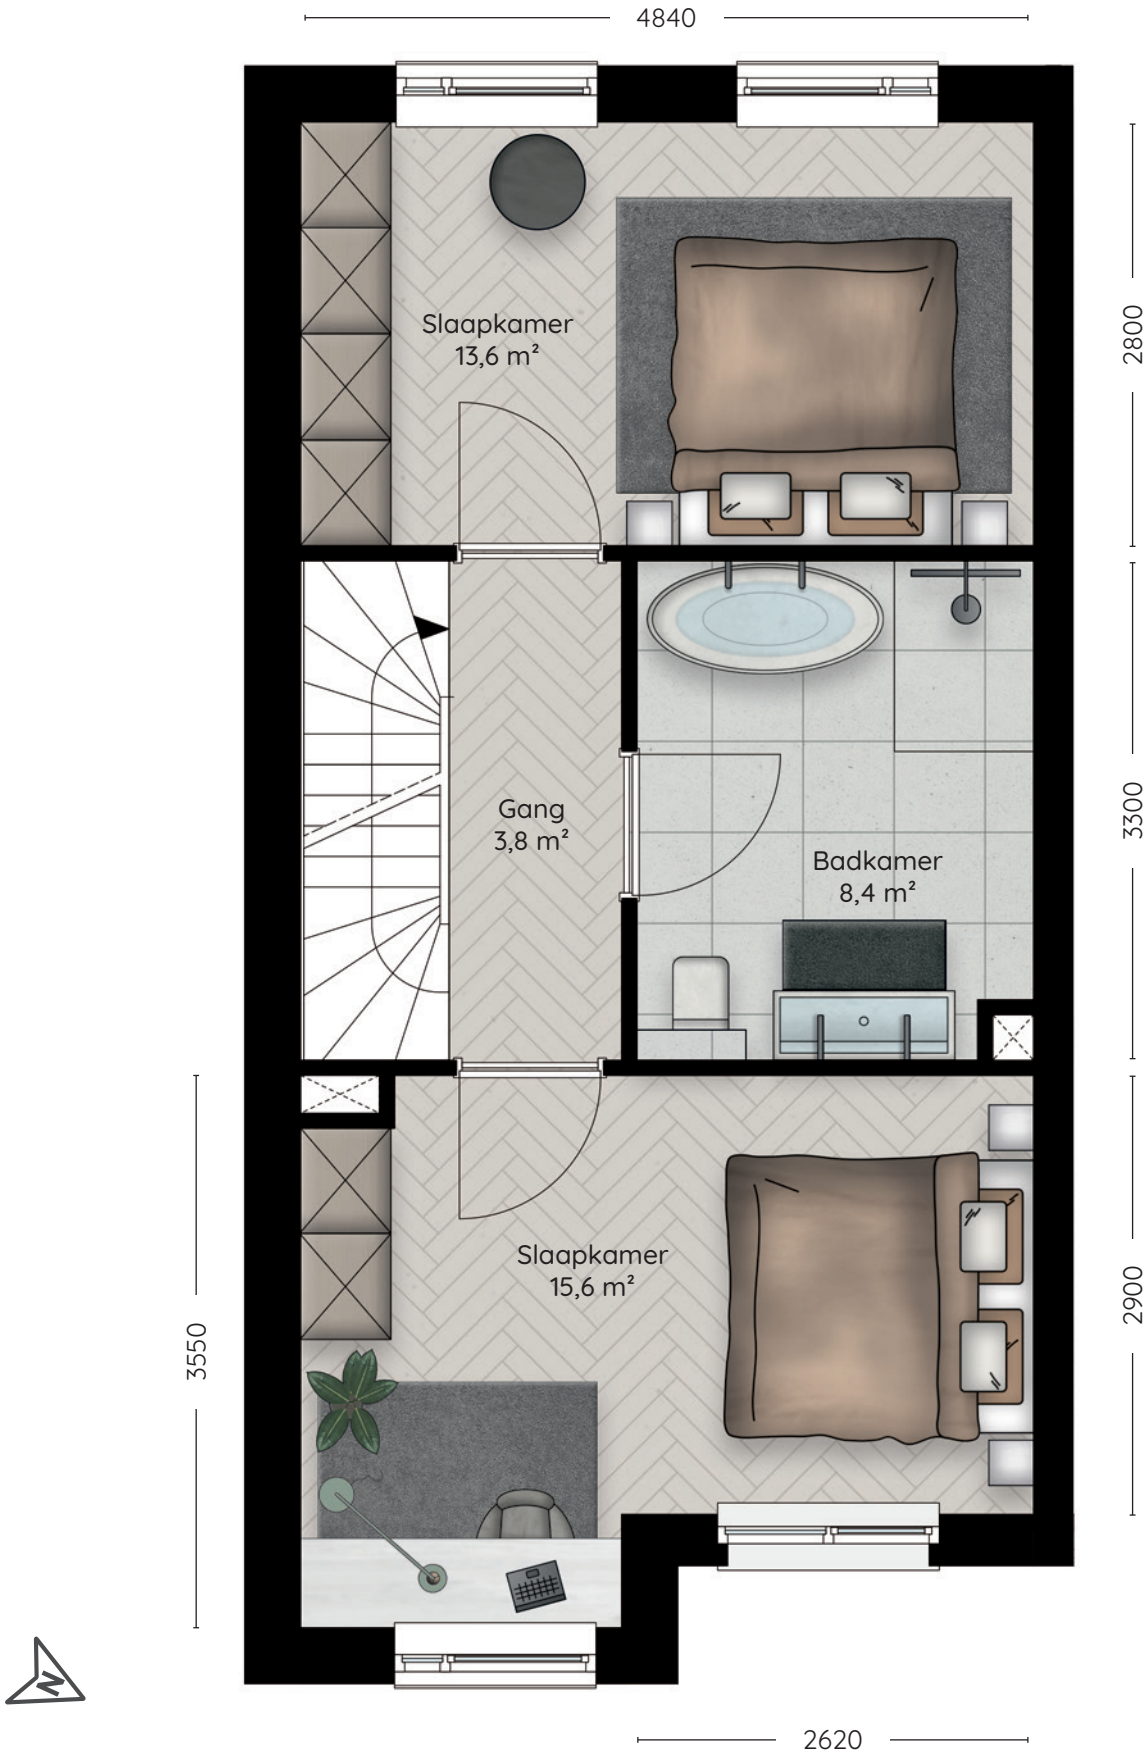 4840
2800
Slaapkamer
13,6 m²
Gang
3,8 m²
3300
Badkamer
8,4 m²
Slaapkamer
15,6 m²
2900
3550
N
2620